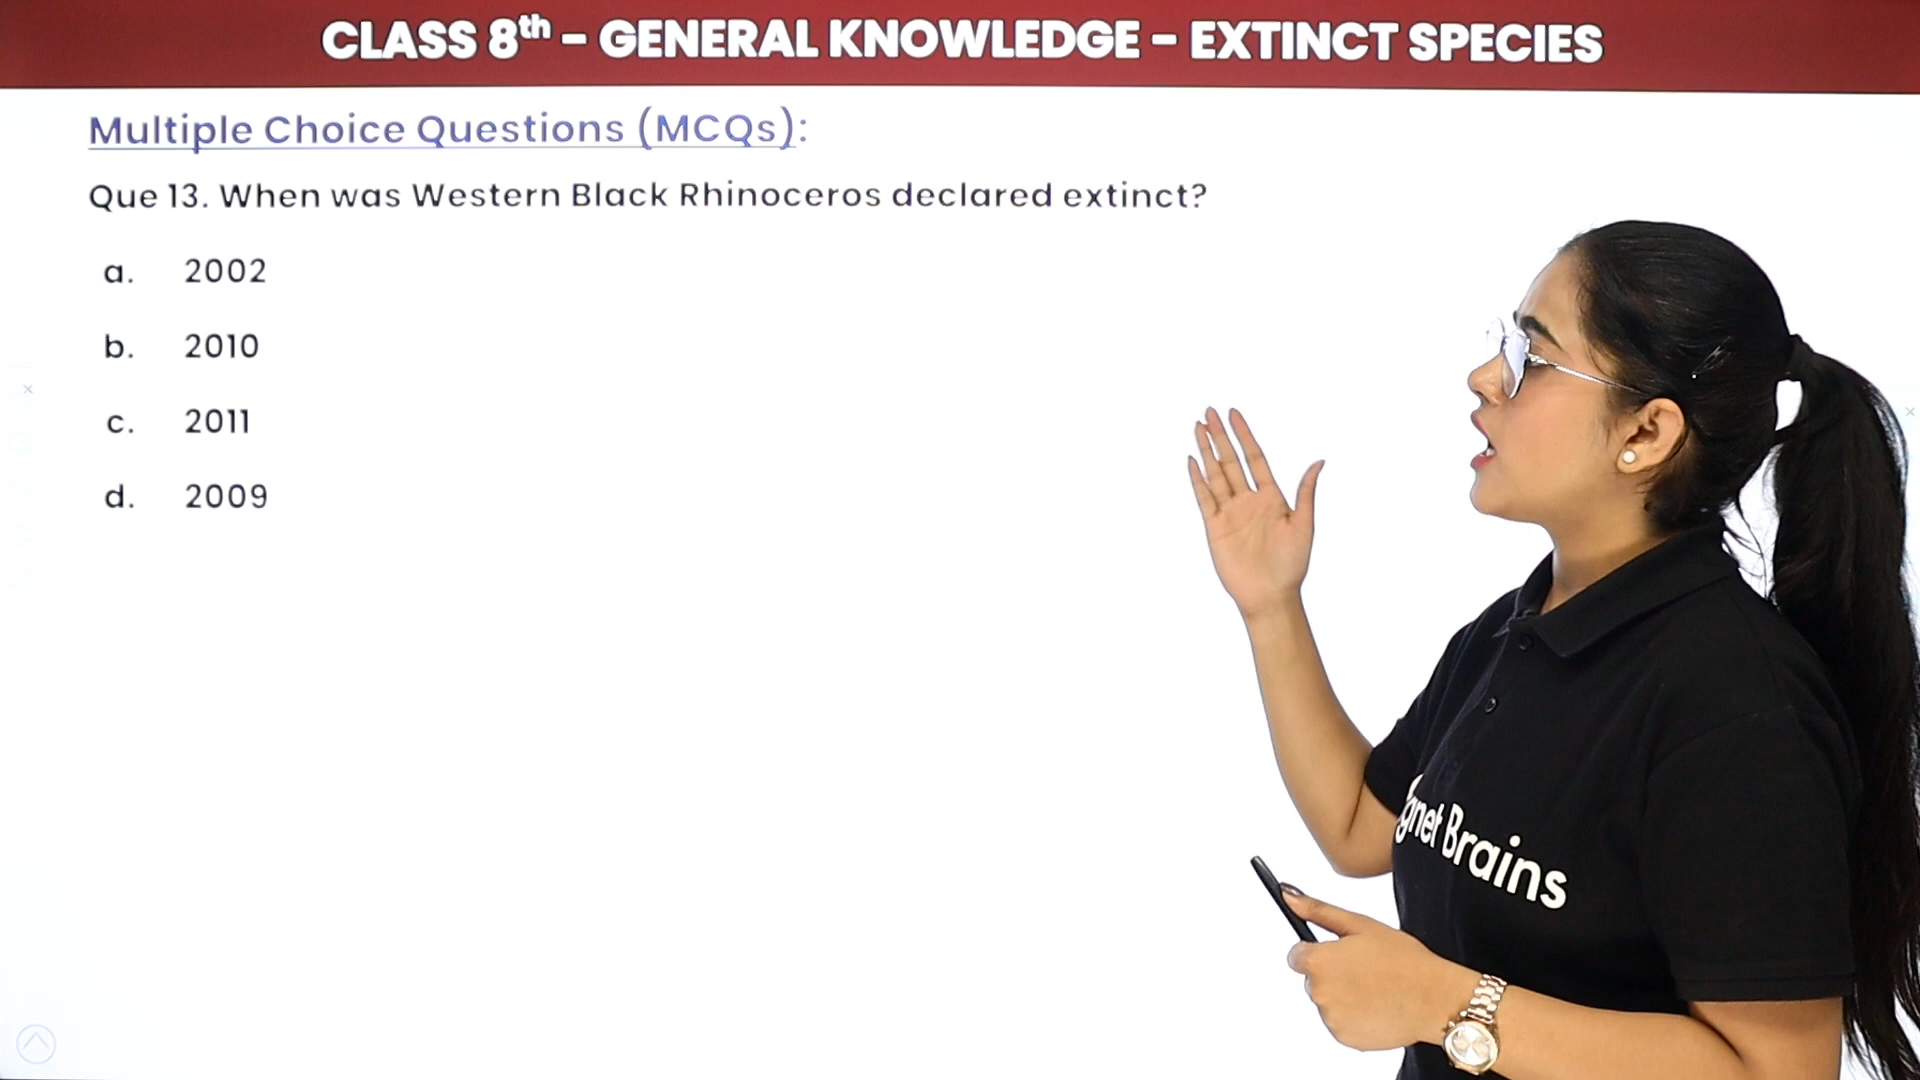 CLASS 8th - GENERAL KNOWLEDGE - EXTINCT SPECIES
Multiple Choice Questions (MCQs):
Que 13. When was Western Black Rhinoceros declared extinct?
a. 2002
b. 2010
c. 2011
d. 2009
gnet Brains